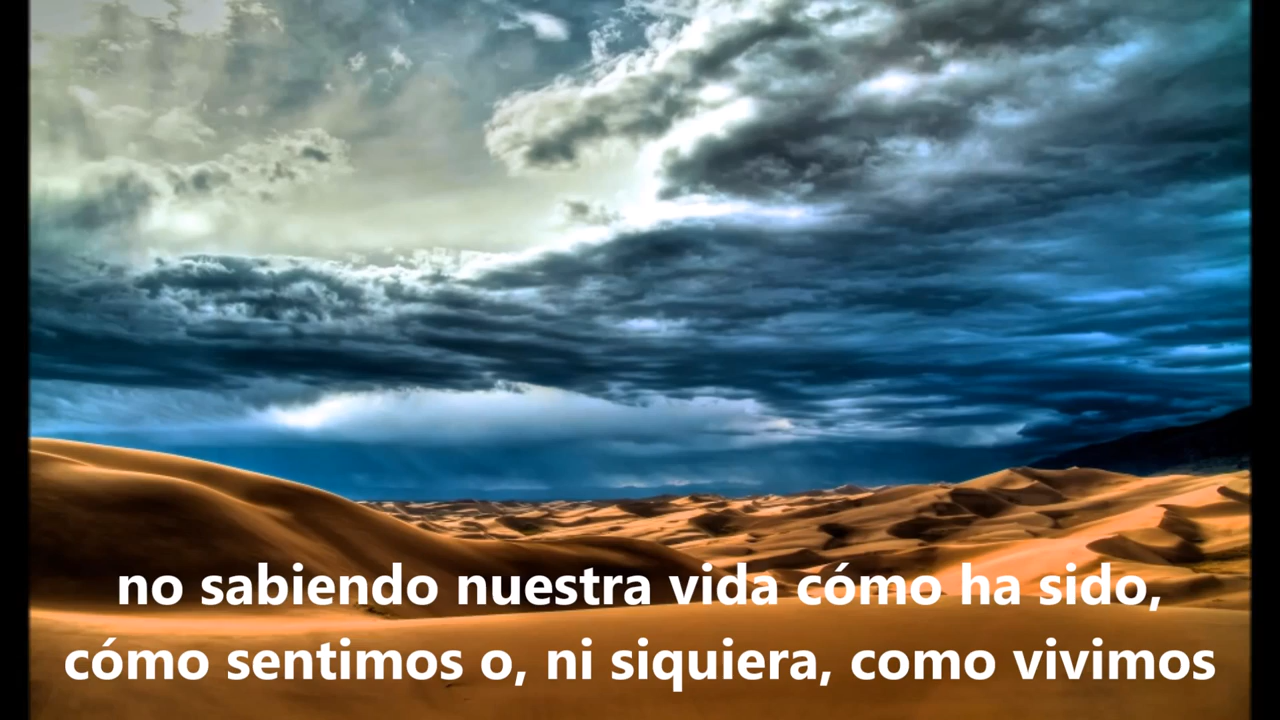 no sabiendo nuestra vida cómo ha sido,
cómo sentimos o, ni siquiera, como vivimos